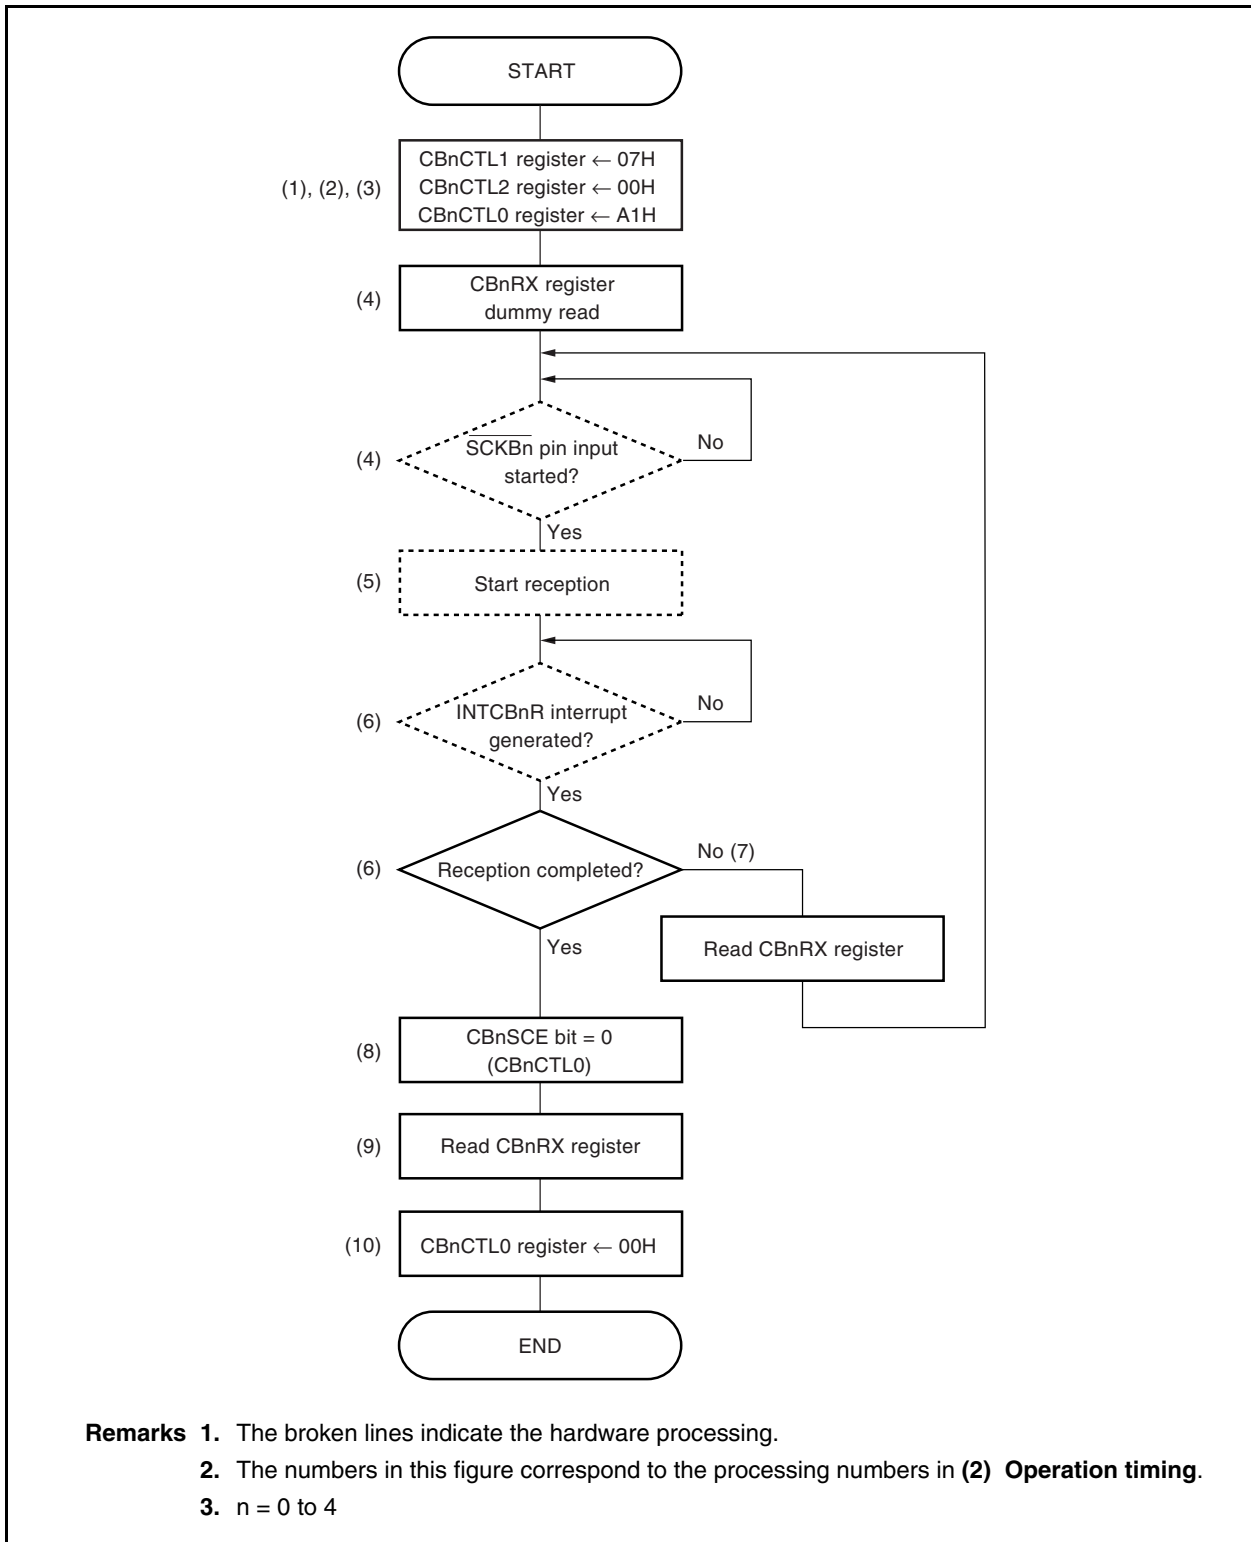 START
(1), (2), (3)
CBnCTL1 register ← 07H
CBnCTL2 register ← 00H
CBnCTL0 register ← A1H
(4)
CBnRX register
dummy read
(4)
S̅C̅K̅B̅n̅ pin input
started?
No
Yes
(5)
Start reception
(6)
INTCBnR interrupt
generated?
No
Yes
(6)
Reception completed?
No (7)
Yes
Read CBnRX register
(8)
CBnSCE bit = 0
(CBnCTL0)
(9)
Read CBnRX register
(10)
CBnCTL0 register ← 00H
END
Remarks 1. The broken lines indicate the hardware processing.
2. The numbers in this figure correspond to the processing numbers in (2) Operation timing.
3. n = 0 to 4